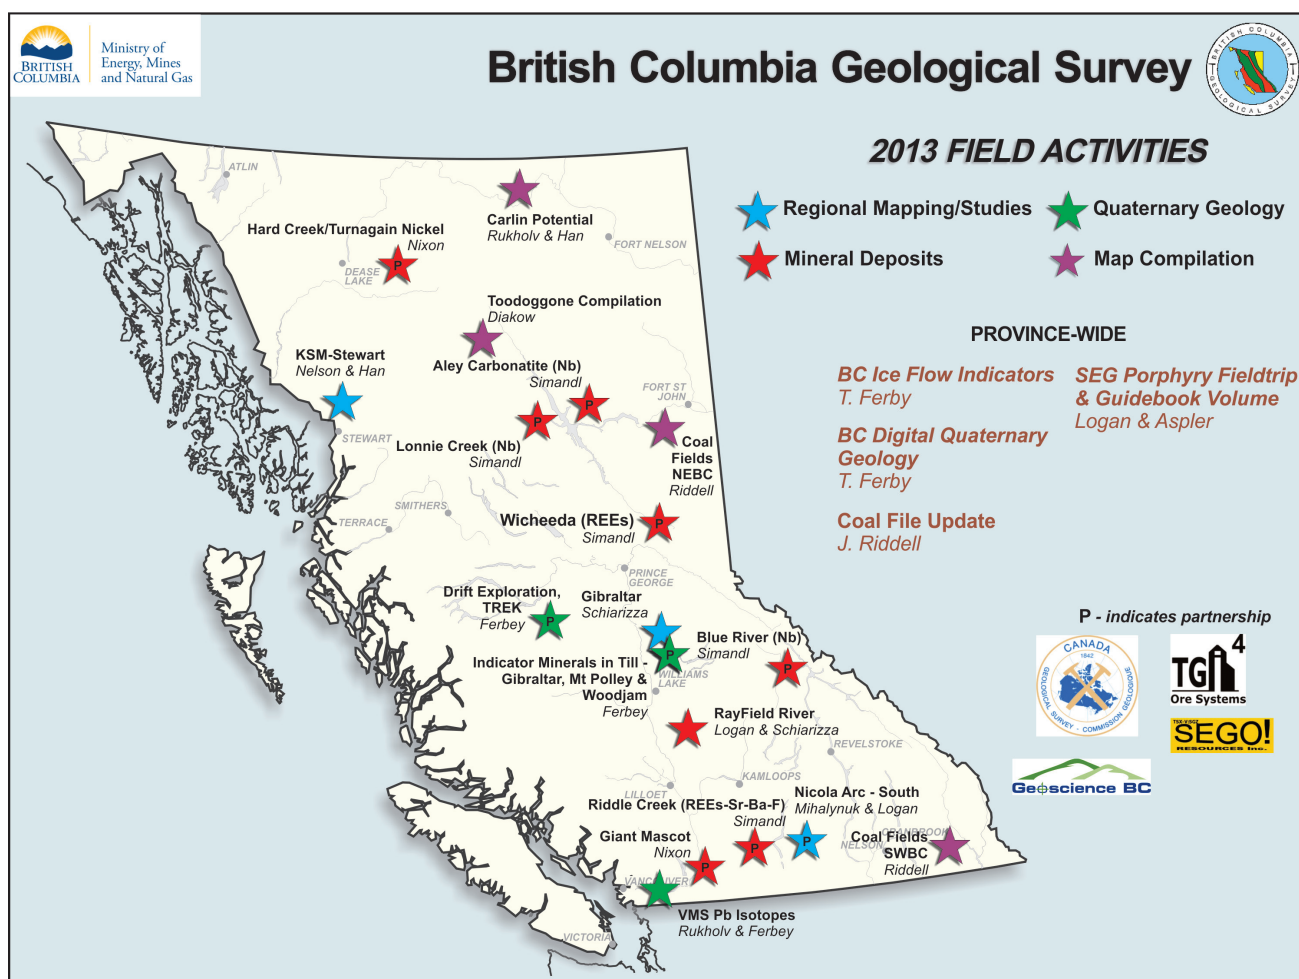 BRITISH
COLUMBIA
Ministry of
Energy, Mines
and Natural Gas
British Columbia Geological Survey
BRITISH COLUMBIA
GEOLOGICAL SURVEY
2013 FIELD ACTIVITIES
Regional Mapping/Studies
Quaternary Geology
Mineral Deposits
Map Compilation
PROVINCE-WIDE
BC Ice Flow Indicators
T. Ferby
BC Digital Quaternary
Geology
T. Ferby
Coal File Update
J. Riddell
SEG Porphyry Fieldtrip
& Guidebook Volume
Logan & Aspler
P - indicates partnership
CANADA
1842
GEOLOGICAL SURVEY - COMMISSION GEOLOGIQUE
TGI 4
Ore Systems
SEGO!
RESOURCES Inc.
Geoscience BC
ATLIN
Carlin Potential
Rukholv & Han
FORT NELSON
Hard Creek/Turnagain Nickel
Nixon
P
DEASE
LAKE
Toodoggone Compilation
Diakow
KSM-Stewart
Nelson & Han
Aley Carbonatite (Nb)
Simandl
P
FORT ST
JOHN
STEWART
P
Lonnie Creek (Nb)
Simandl
Coal
Fields
NEBC
Riddell
SMITHERS
TERRACE
Wicheeda (REEs)
Simandl
P
PRINCE
GEORGE
Drift Exploration,
TREK
Ferbey
P
Gibraltar
Schiarizza
Blue River (Nb)
Simandl
P
P
Indicator Minerals in Till -
Gibraltar, Mt Polley &
Woodjam
Ferbey
WILLIAMS
LAKE
RayField River
Logan & Schiarizza
REVELSTOKE
KAMLOOPS
LILLOET
Nicola Arc - South
Mihalynuk & Logan
P
Riddle Creek (REEs-Sr-Ba-F)
Simandl
P
Giant Mascot
Nixon
P
CRANBROOK
NELSON
Coal Fields
SWBC
Riddell
VANCOUVER
VMS Pb Isotopes
Rukholv & Ferbey
VICTORIA